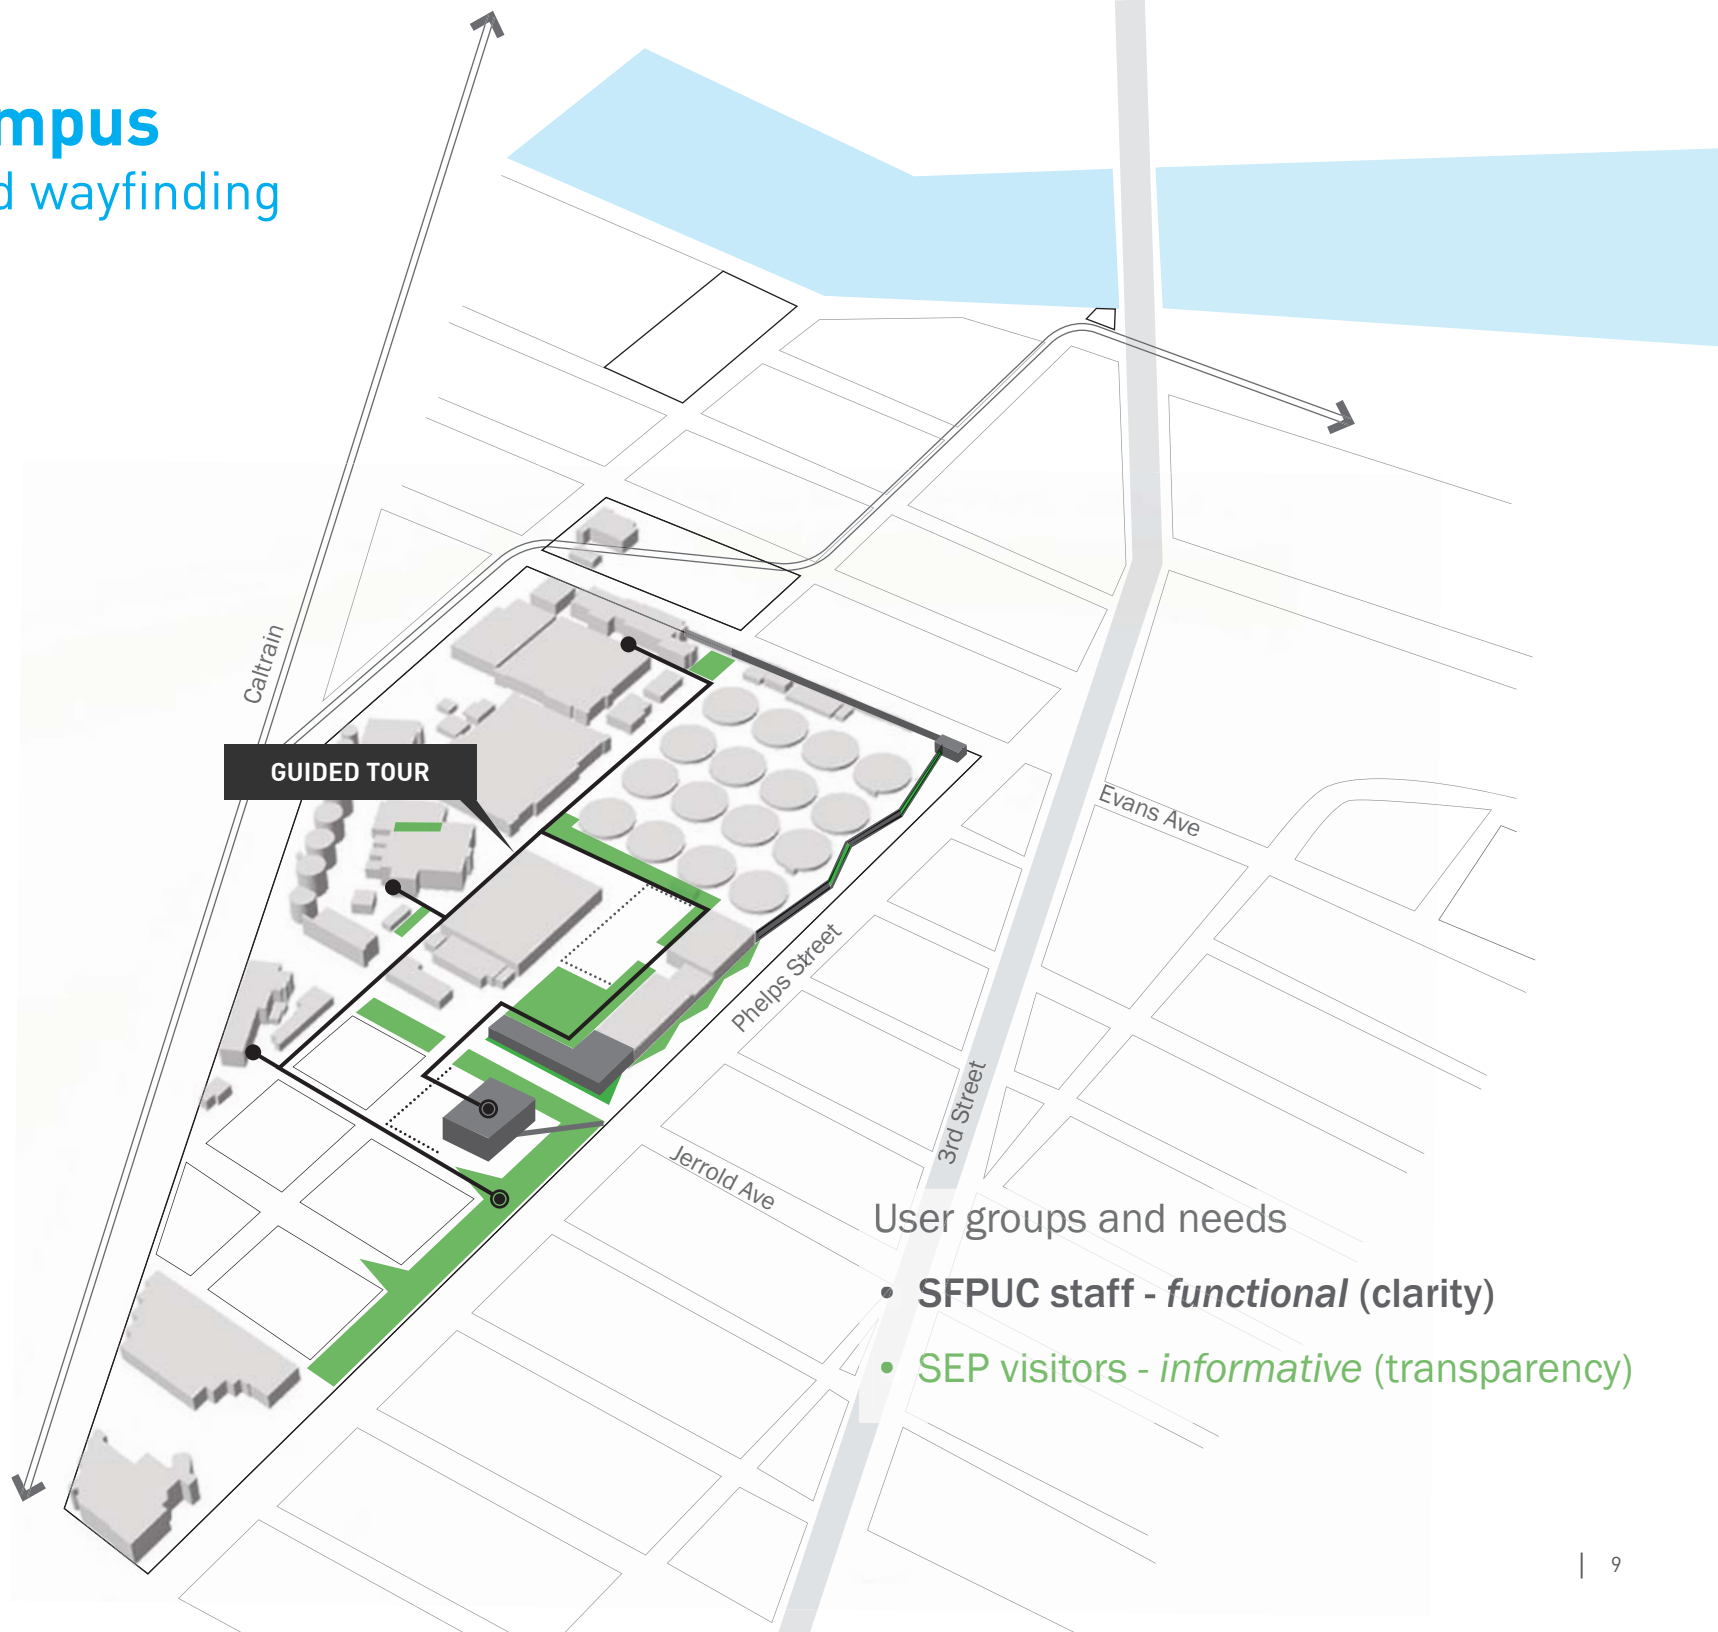 mpus
d wayfinding
Caltrain
GUIDED TOUR
Evans Ave
Phelps Street
3rd Street
Jerrold Ave
User groups and needs
• SFPUC staff - functional (clarity)
• SEP visitors - informative (transparency)
| 9